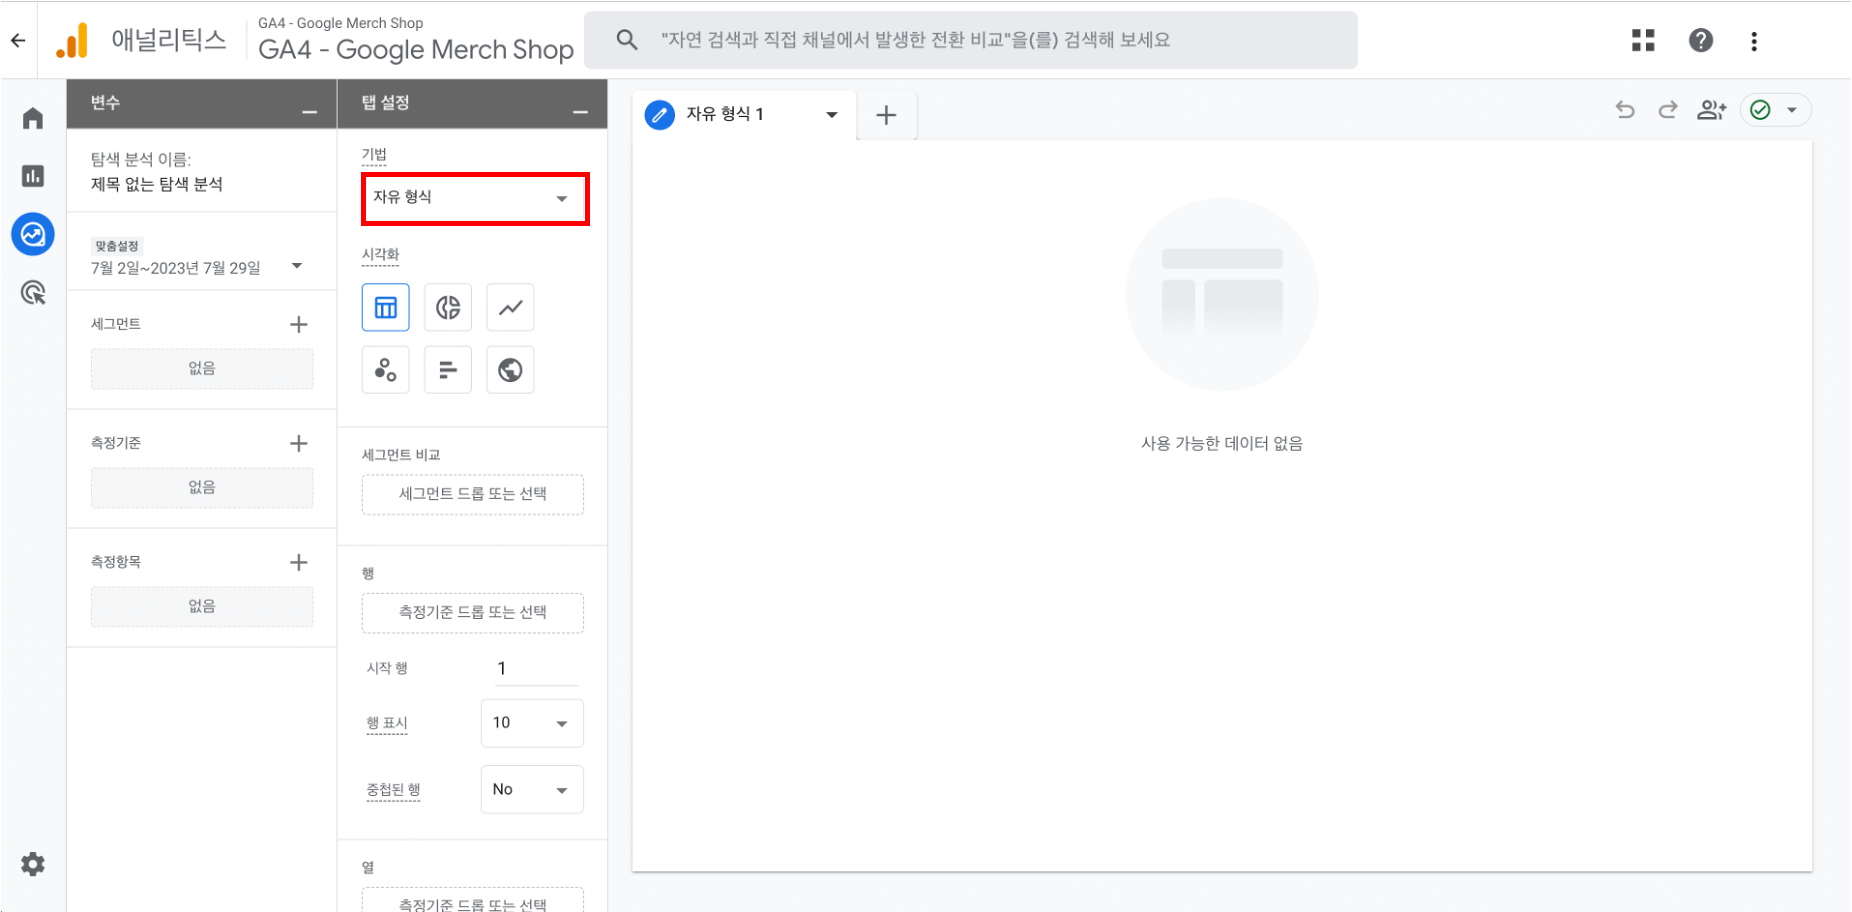 애널리틱스
GA4 - Google Merch Shop
GA4 - Google Merch Shop
"자연 검색과 직접 채널에서 발생한 전환 비교"을(를) 검색해 보세요
변수
탐색 분석 이름:
제목 없는 탐색 분석
맞춤설정
7월 2일~2023년 7월 29일
세그먼트
없음
측정기준
없음
측정항목
없음
탭 설정
기법
자유 형식
시각화
세그먼트 비교
세그먼트 드롭 또는 선택
행
측정기준 드롭 또는 선택
시작 행 1
행 표시 10
중첩된 행 No
열
측정기준 드롭 또는 선택
자유 형식 1
사용 가능한 데이터 없음